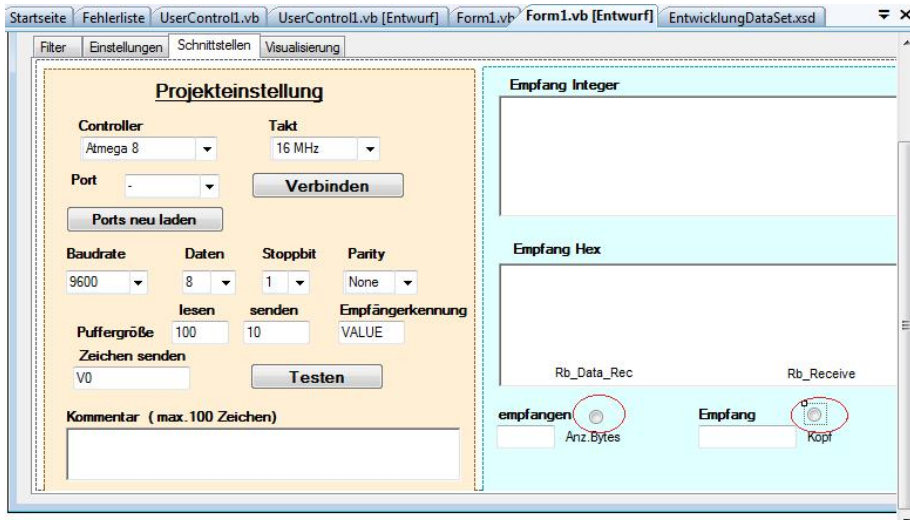 Startseite Fehlerliste UserControl1.vb UserControl1.vb [Entwurf] Form1.vb Form1.vb [Entwurf] EntwicklungDataSet.xsd
Filter Einstellungen Schnittstellen Visualisierung
Projekteinstellung
Controller Takt
Atmega 8 16 MHz
Port - Verbinden
Ports neu laden
Baudrate Daten Stoppbit Parity
9600 8 1 None
lesen senden Empfängerkennung
Puffergröße 100 10 VALUE
Zeichen senden
V0 Testen
Kommentar ( max.100 Zeichen)
Empfang Integer
Empfang Hex
Rb_Data_Rec Rb_Receive
empfangen Empfang
Anz.Bytes Kopf